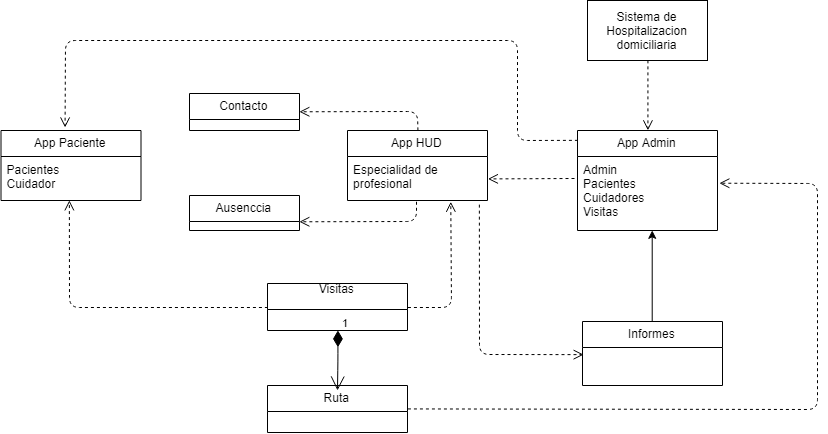 Sistema de
Hospitalizacion
domiciliaria
Contacto
App Paciente
Pacientes
Cuidador
App HUD
Especialidad de
profesional
App Admin
Admin
Pacientes
Cuidadores
Visitas
Ausenccia
Visitas
1
Informes
Ruta